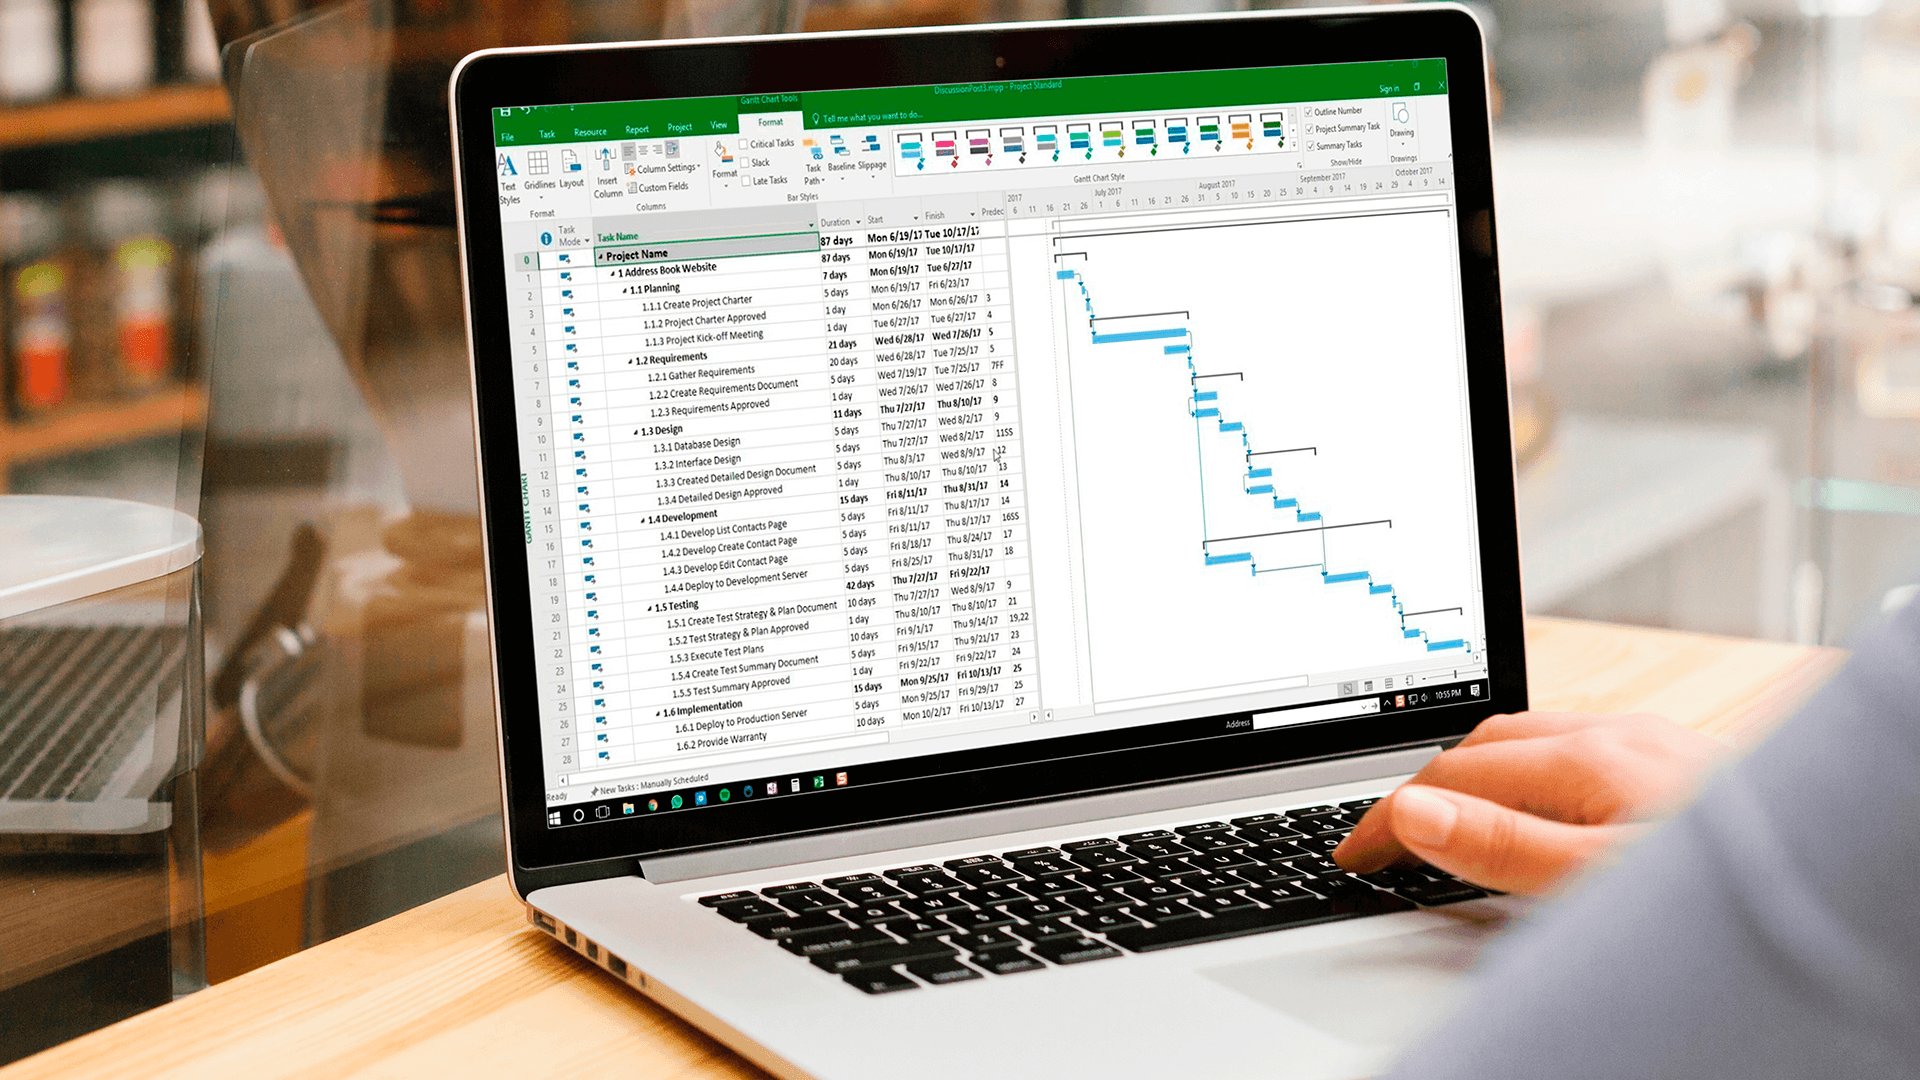 DiscussionPost3.mpp - Project Standard
Gantt Chart Tools
Sign in
File Task Resource Report Project View Format Tell me what you want to do...
Text Styles
Gridlines
Layout
Format
Insert Column
Column Settings
Custom Fields
Columns
Format
Critical Tasks
Slack
Late Tasks
Task Path
Baseline
Slippage
Bar Styles
Gantt Chart Style
Outline Number
Project Summary Task
Summary Tasks
Show/Hide
Drawing
Drawings
2017 July 2017 August 2017 September 2017 October 2017
6 11 16 21 26 1 6 11 16 21 26 31 5 10 15 20 25 30 4 9 14 19 24 29 4 9 14
Task Mode Task Name Duration Start Finish Predec
0 Project Name 87 days Mon 6/19/17 Tue 10/17/17
1 1 Address Book Website 87 days Mon 6/19/17 Tue 10/17/17
2 1.1 Planning 7 days Mon 6/19/17 Tue 6/27/17
3 1.1.1 Create Project Charter 5 days Mon 6/19/17 Fri 6/23/17
4 1.1.2 Project Charter Approved 1 day Mon 6/26/17 Mon 6/26/17 3
5 1.1.3 Project Kick-off Meeting 1 day Tue 6/27/17 Tue 6/27/17 4
6 1.2 Requirements 21 days Wed 6/28/17 Wed 7/26/17 5
7 1.2.1 Gather Requirements 20 days Wed 6/28/17 Tue 7/25/17 5
8 1.2.2 Create Requirements Document 5 days Wed 7/19/17 Tue 7/25/17 7FF
9 1.2.3 Requirements Approved 1 day Wed 7/26/17 Wed 7/26/17 8
10 1.3 Design 11 days Thu 7/27/17 Thu 8/10/17 9
11 1.3.1 Database Design 5 days Thu 7/27/17 Wed 8/2/17 9
12 1.3.2 Interface Design 5 days Thu 7/27/17 Wed 8/2/17 11SS
13 1.3.3 Created Detailed Design Document 5 days Thu 8/3/17 Wed 8/9/17 12
14 1.3.4 Detailed Design Approved 1 day Thu 8/10/17 Thu 8/10/17 13
15 1.4 Development 15 days Fri 8/11/17 Thu 8/31/17 14
16 1.4.1 Develop List Contacts Page 5 days Fri 8/11/17 Thu 8/17/17 14
17 1.4.2 Develop Create Contact Page 5 days Fri 8/11/17 Thu 8/17/17 16SS
18 1.4.3 Develop Edit Contact Page 5 days Fri 8/18/17 Thu 8/24/17 17
19 1.4.4 Deploy to Development Server 5 days Fri 8/25/17 Thu 8/31/17 18
20 1.5 Testing 42 days Thu 7/27/17 Fri 9/22/17
21 1.5.1 Create Test Strategy & Plan Document 10 days Thu 7/27/17 Wed 8/9/17 9
22 1.5.2 Test Strategy & Plan Approved 1 day Thu 8/10/17 Thu 8/10/17 21
23 1.5.3 Execute Test Plans 10 days Fri 9/1/17 Thu 9/14/17 19,22
24 1.5.4 Create Test Summary Document 5 days Fri 9/15/17 Thu 9/21/17 23
25 1.5.5 Test Summary Approved 1 day Fri 9/22/17 Fri 9/22/17 24
26 1.6 Implementation 15 days Mon 9/25/17 Fri 10/13/17 25
27 1.6.1 Deploy to Production Server 5 days Mon 9/25/17 Fri 9/29/17 25
28 1.6.2 Provide Warranty 10 days Mon 10/2/17 Fri 10/13/17 27
GANTT CHART
Ready New Tasks : Manually Scheduled
Address 10:55 PM